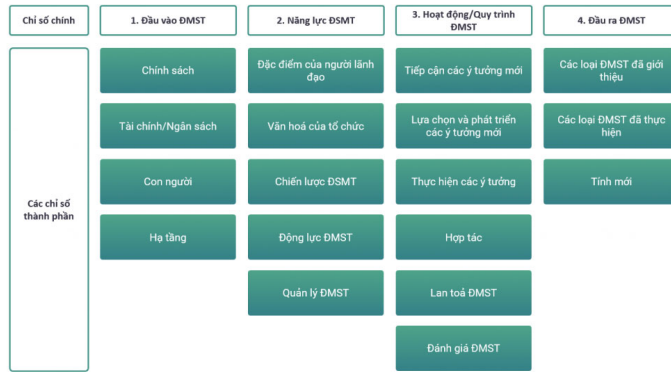 Chỉ số chính
1. Đầu vào ĐMST
2. Năng lực ĐSMT
3. Hoạt động/Quy trình
ĐMST
4. Đầu ra ĐMST
Các chỉ số
thành phần
Chính sách
Tài chính/Ngân sách
Con người
Hạ tầng
Đặc điểm của người lãnh
đạo
Văn hoá của tổ chức
Chiến lược ĐSMT
Động lực ĐMST
Quản lý ĐMST
Tiếp cận các ý tưởng mới
Lựa chọn và phát triển
các ý tưởng mới
Thực hiện các ý tưởng
Hợp tác
Lan toả ĐMST
Đánh giá ĐMST
Các loại ĐMST đã giới
thiệu
Các loại ĐMST đã thực
hiện
Tính mới